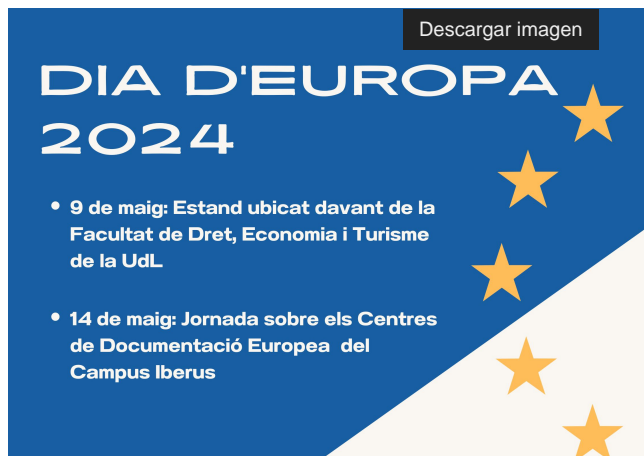 Descargar imagen
DIA D'EUROPA
2024
• 9 de maig: Estand ubicat davant de la
Facultat de Dret, Economia i Turisme
de la UdL
• 14 de maig: Jornada sobre els Centres
de Documentació Europea del
Campus Iberus